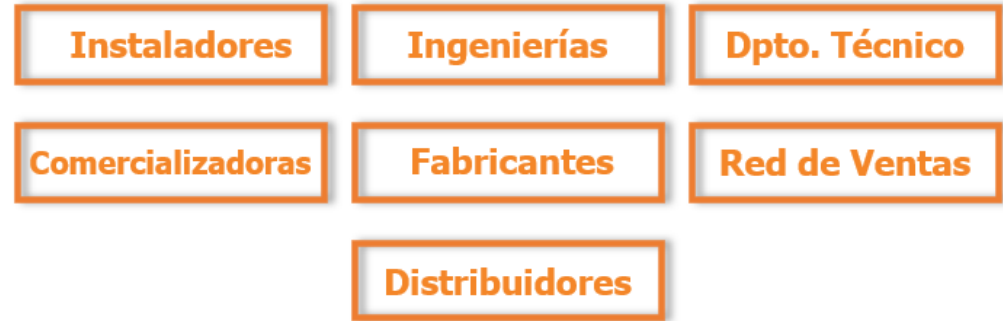 Instaladores
Ingenierías
Dpto. Técnico
Comercializadoras
Fabricantes
Red de Ventas
Distribuidores